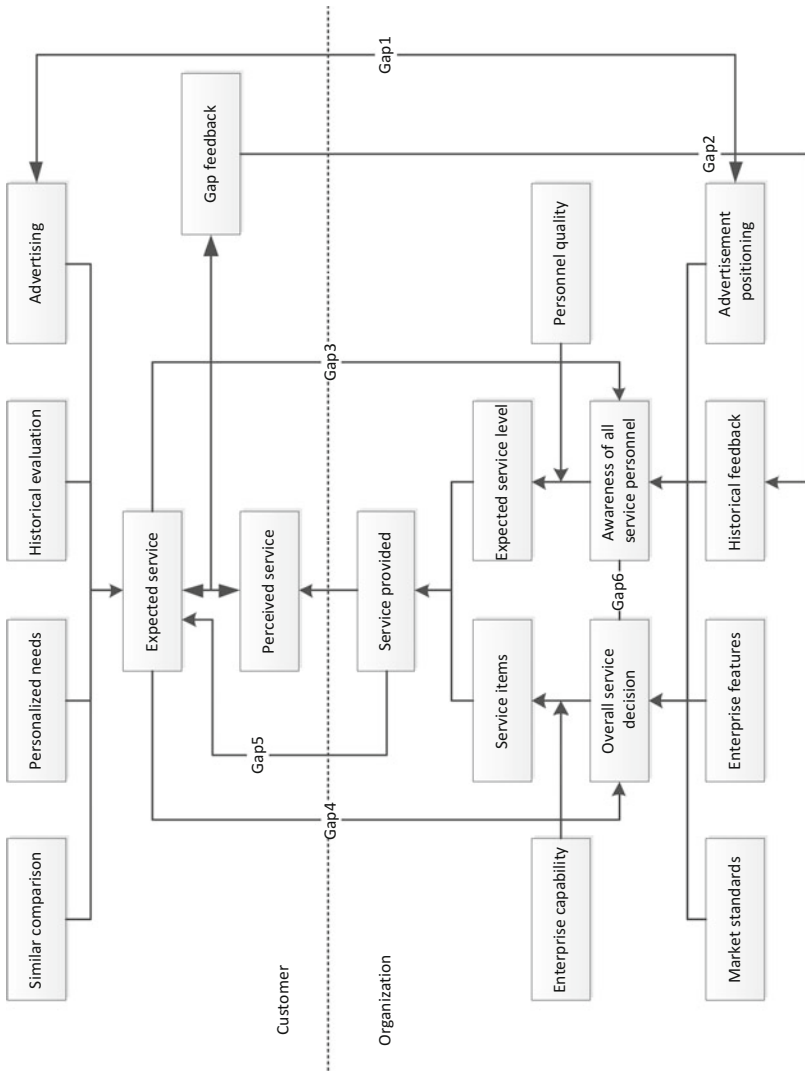 Similar comparison
Personalized needs
Historical evaluation
Advertising
Expected service
Gap feedback
Perceived service
Customer
Gap5
Gap4
Gap3
Gap1
Organization
Service provided
Service items
Expected service level
Enterprise capability
Personnel quality
Overall service
decision
Gap6
Awareness of all
service personnel
Gap2
Market standards
Enterprise features
Historical feedback
Advertisement
positioning